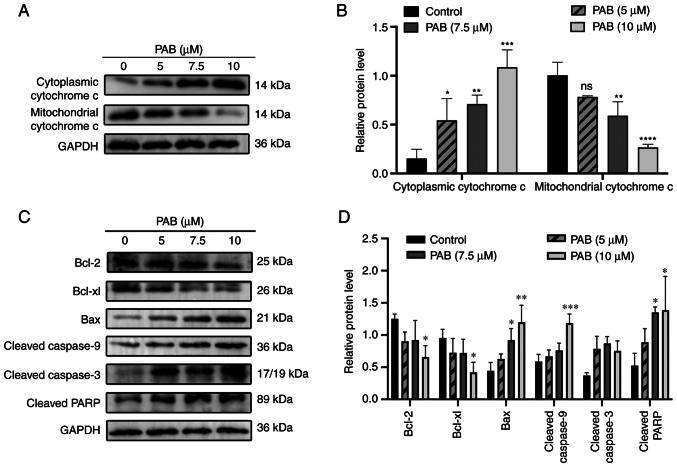 A
PAB (μM)
0 5 7.5 10
Cytoplasmic
cytochrome c
14 kDa
Mitochondrial
cytochrome c
14 kDa
GAPDH
36 kDa
B
Control
PAB (5 μM)
PAB (7.5 μM)
PAB (10 μM)
Relative protein level
1.5
1.0
0.5
0.0
*
**
***
ns
**
****
Cytoplasmic cytochrome c
Mitochondrial cytochrome c
C
PAB (μM)
0 5 7.5 10
Bcl-2
25 kDa
Bcl-xl
26 kDa
Bax
21 kDa
Cleaved caspase-9
36 kDa
Cleaved caspase-3
17/19 kDa
Cleaved PARP
89 kDa
GAPDH
36 kDa
D
Control
PAB (5 μM)
PAB (7.5 μM)
PAB (10 μM)
Relative protein level
2.5
2.0
1.5
1.0
0.5
0.0
*
*
*
**
***
*
*
Bcl-2
Bcl-xl
Bax
Cleaved
caspase-9
Cleaved
caspase-3
Cleaved
PARP